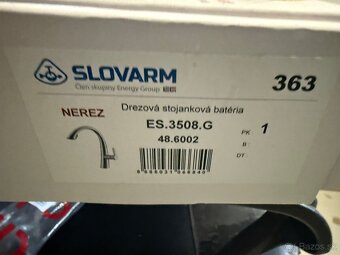 SLOVARM
Člen skupiny Energy Group
363
Drezová stojanková batéria
NEREZ
ES.3508.G
48.6002
PK 1
B :
DT :